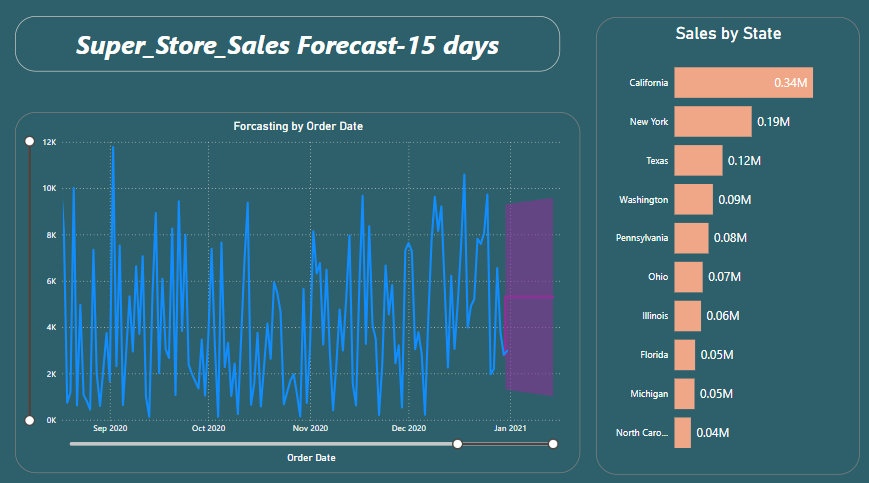 Super_Store_Sales Forecast-15 days
Forcasting by Order Date
12K
10K
8K
6K
4K
2K
0K
Sep 2020
Oct 2020
Nov 2020
Dec 2020
Jan 2021
Order Date
Sales by State
California 0.34M
New York 0.19M
Texas 0.12M
Washington 0.09M
Pennsylvania 0.08M
Ohio 0.07M
Illinois 0.06M
Florida 0.05M
Michigan 0.05M
North Caro... 0.04M